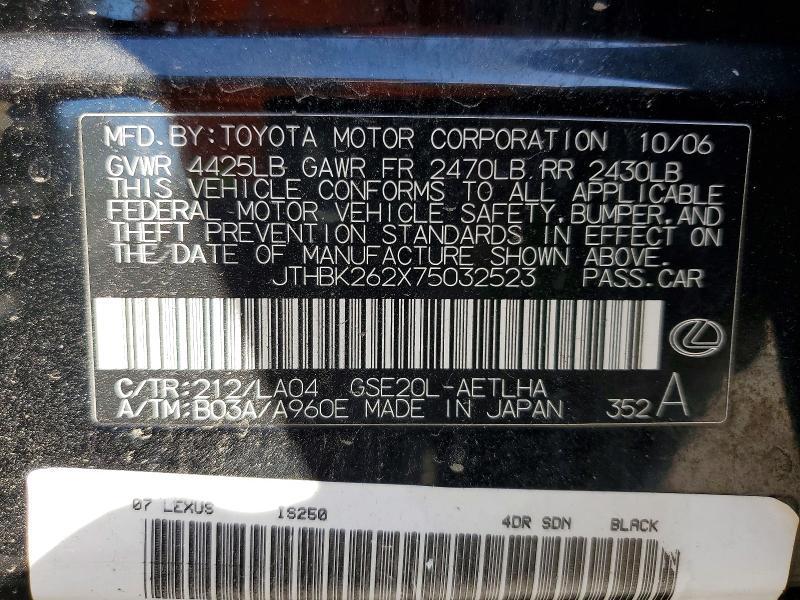 MFD. BY: TOYOTA MOTOR CORPORATION 10/06
GVWR 4425LB GAWR FR 2470LB RR 2430LB
THIS VEHICLE CONFORMS TO ALL APPLICABLE
FEDERAL MOTOR VEHICLE SAFETY, BUMPER, AND
THEFT PREVENTION STANDARDS IN EFFECT ON
THE DATE OF MANUFACTURE SHOWN ABOVE.
JTHBK262X75032523 PASS. CAR
C/TR: 212/LA04 GSE20L-AETLHA
A/TM: B03A/A960E MADE IN JAPAN 352 A
07 LEXUS IS250 4DR SDN BLACK